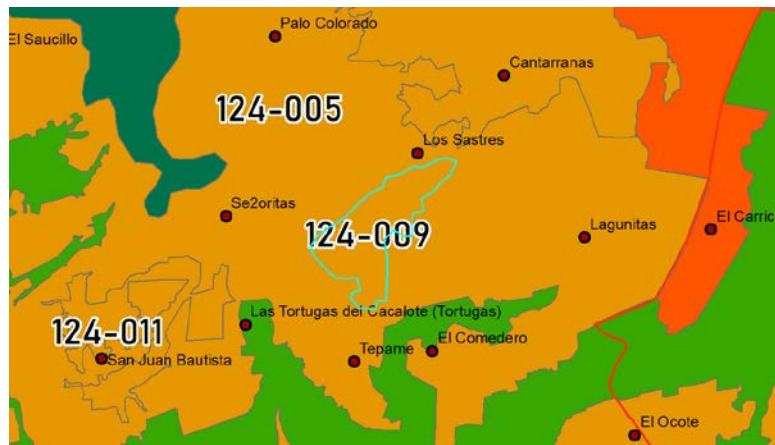 Palo Colorado
El Saucillo
Cantarranas
124-005
Los Sastres
Se2oritas
124-009
Lagunitas
El Carric
Las Tortugas del Cacalote (Tortugas)
124-011
San Juan Bautista
Tepame
El Comedero
El Ocote